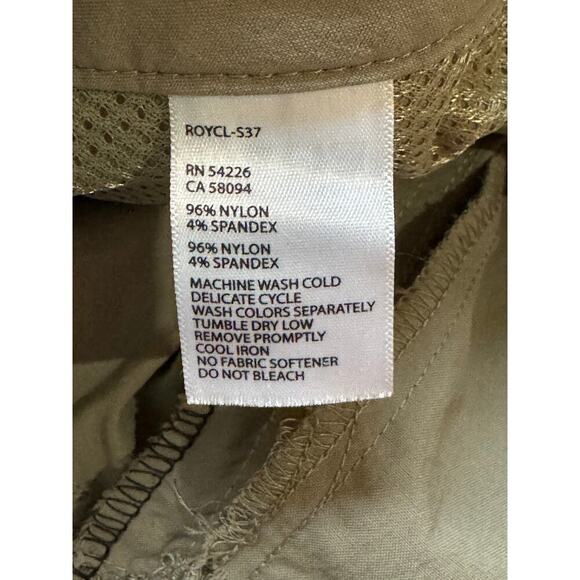 ROYCL-S37
RN 54226
CA 58094
96% NYLON
4% SPANDEX
96% NYLON
4% SPANDEX
MACHINE WASH COLD
DELICATE CYCLE
WASH COLORS SEPARATELY
TUMBLE DRY LOW
REMOVE PROMPTLY
COOL IRON
NO FABRIC SOFTENER
DO NOT BLEACH